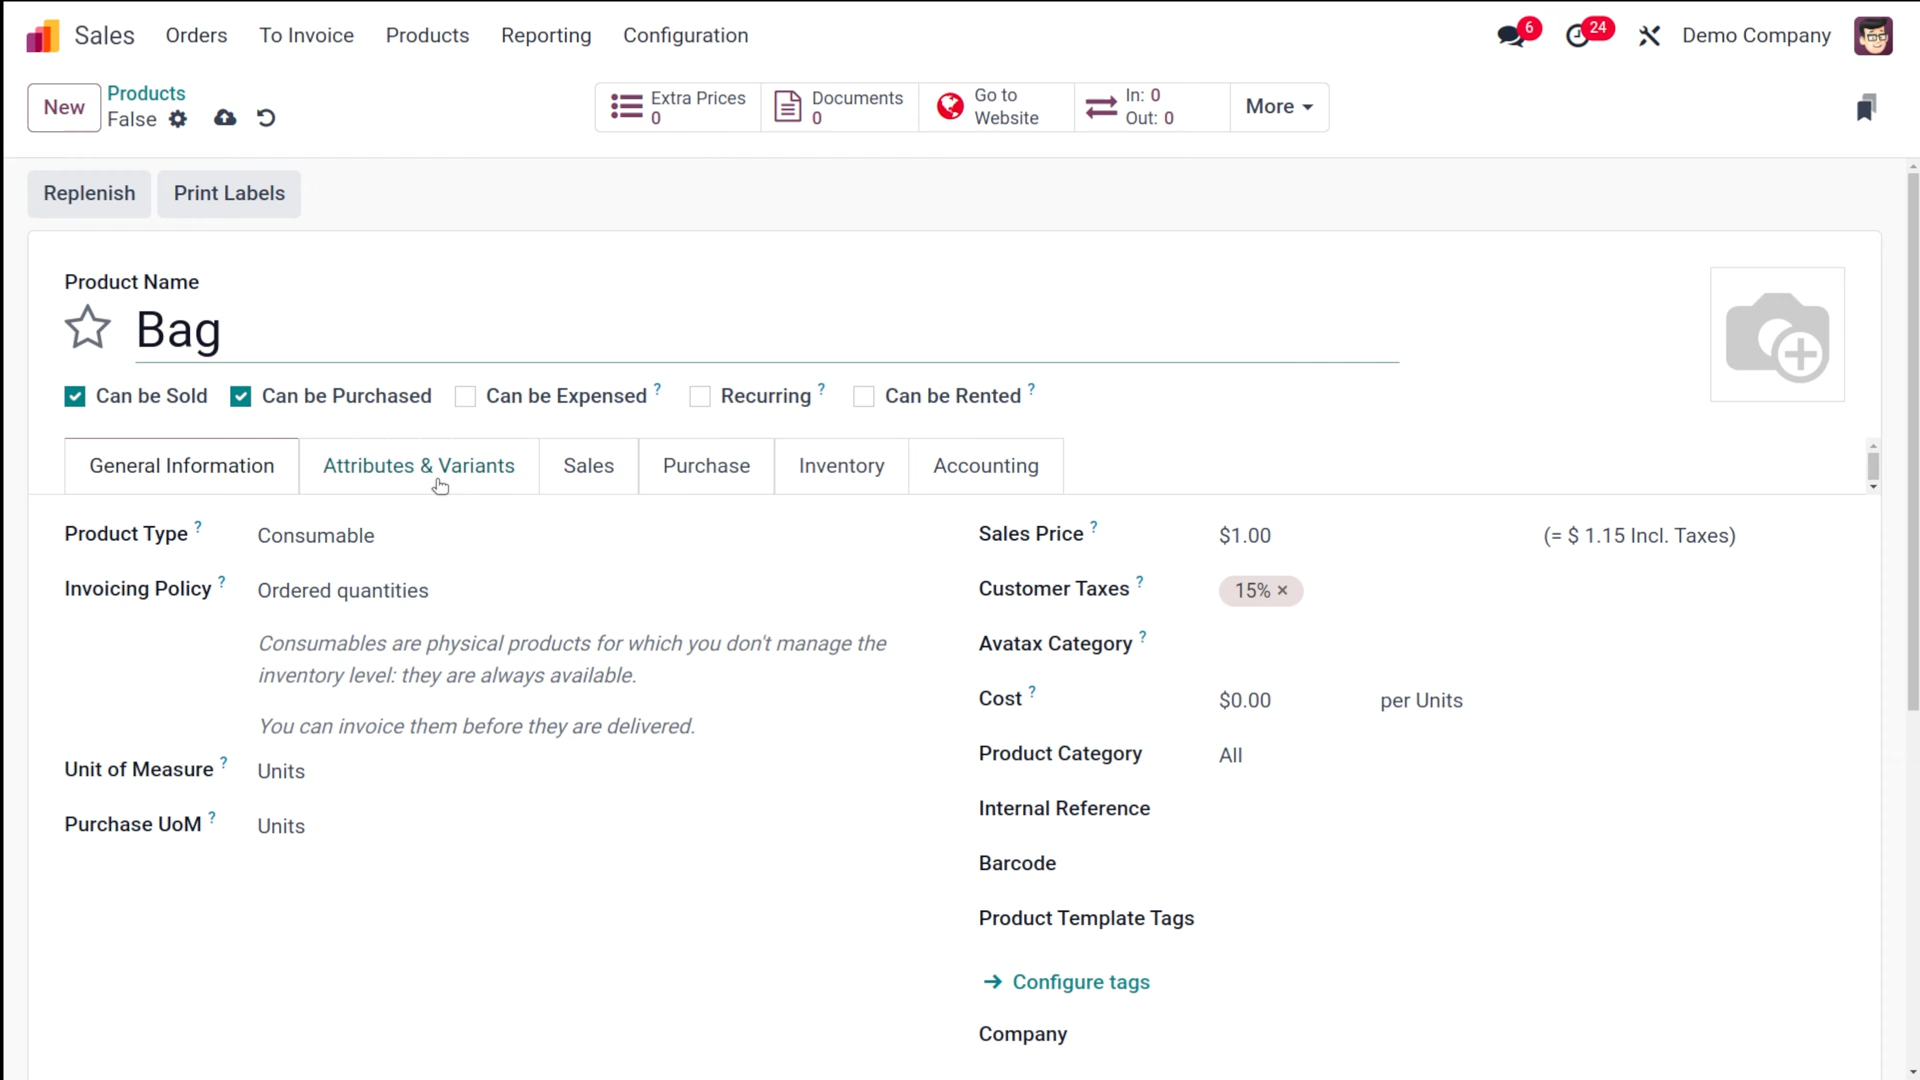 Sales Orders To Invoice Products Reporting Configuration 6 24 Demo Company
New Products
False
Extra Prices
0
Documents
0
Go to
Website
In: 0
Out: 0
More
Replenish Print Labels
Product Name
Bag
Can be Sold Can be Purchased Can be Expensed ? Recurring ? Can be Rented ?
General Information Attributes & Variants Sales Purchase Inventory Accounting
Product Type ? Consumable
Invoicing Policy ? Ordered quantities
Consumables are physical products for which you don't manage the
inventory level: they are always available.
You can invoice them before they are delivered.
Unit of Measure ? Units
Purchase UoM ? Units
Sales Price ? $1.00 (= $ 1.15 Incl. Taxes)
Customer Taxes ? 15% ×
Avatax Category ?
Cost ? $0.00 per Units
Product Category All
Internal Reference
Barcode
Product Template Tags
→ Configure tags
Company